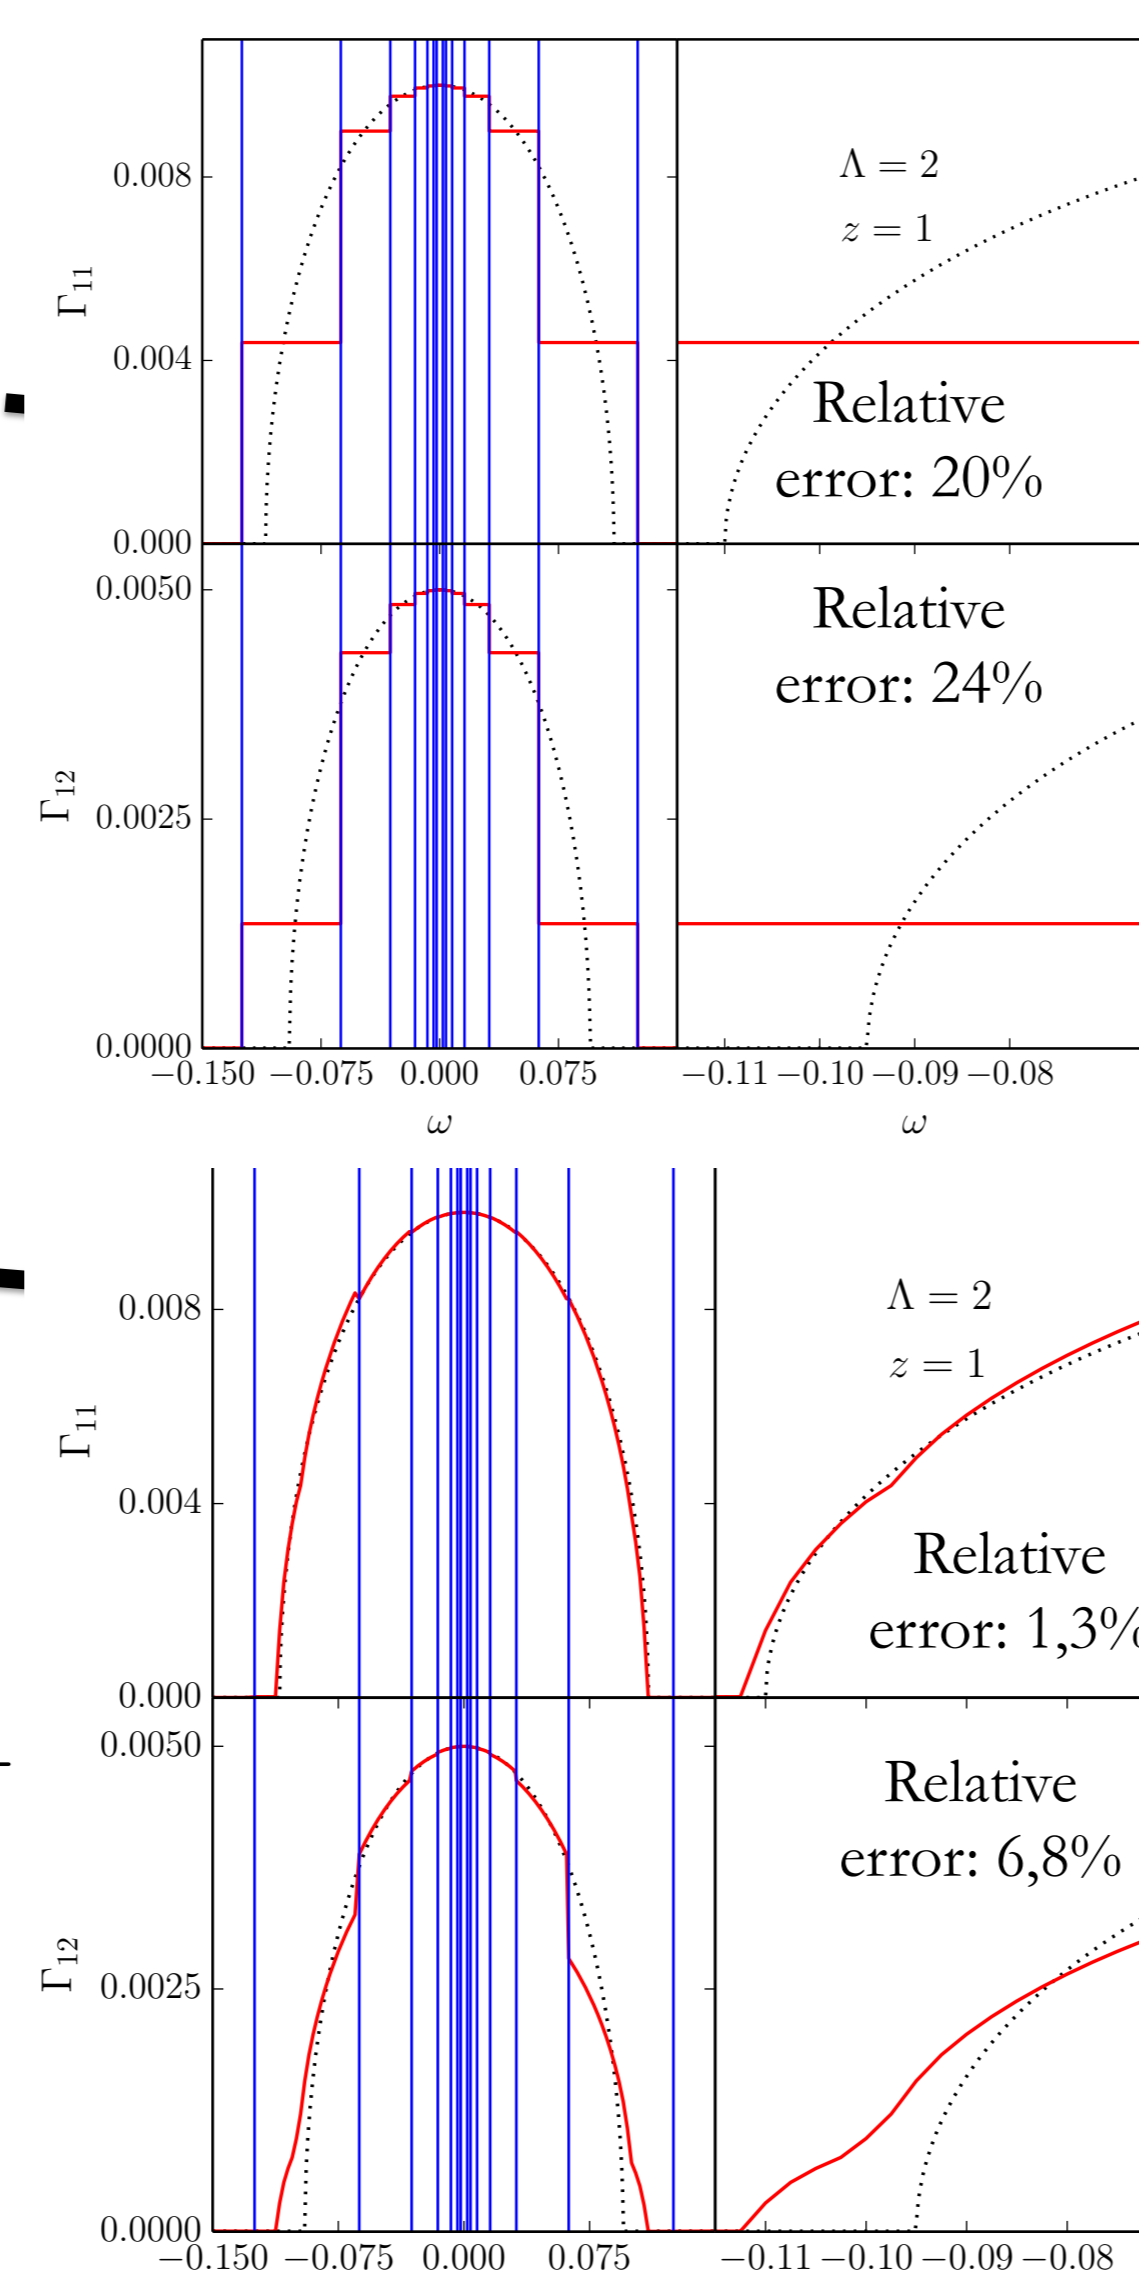 0.008
Λ = 2
z = 1
Γ11
0.004
Relative
error: 20%
0.000
0.0050
Relative
error: 24%
Γ12
0.0025
0.0000
−0.150 −0.075 0.000 0.075 −0.11 −0.10 −0.09 −0.08
ω ω
0.008
Λ = 2
z = 1
Γ11
0.004
Relative
error: 1,3%
0.000
0.0050
Relative
error: 6,8%
Γ12
0.0025
0.0000
−0.150 −0.075 0.000 0.075 −0.11 −0.10 −0.09 −0.08